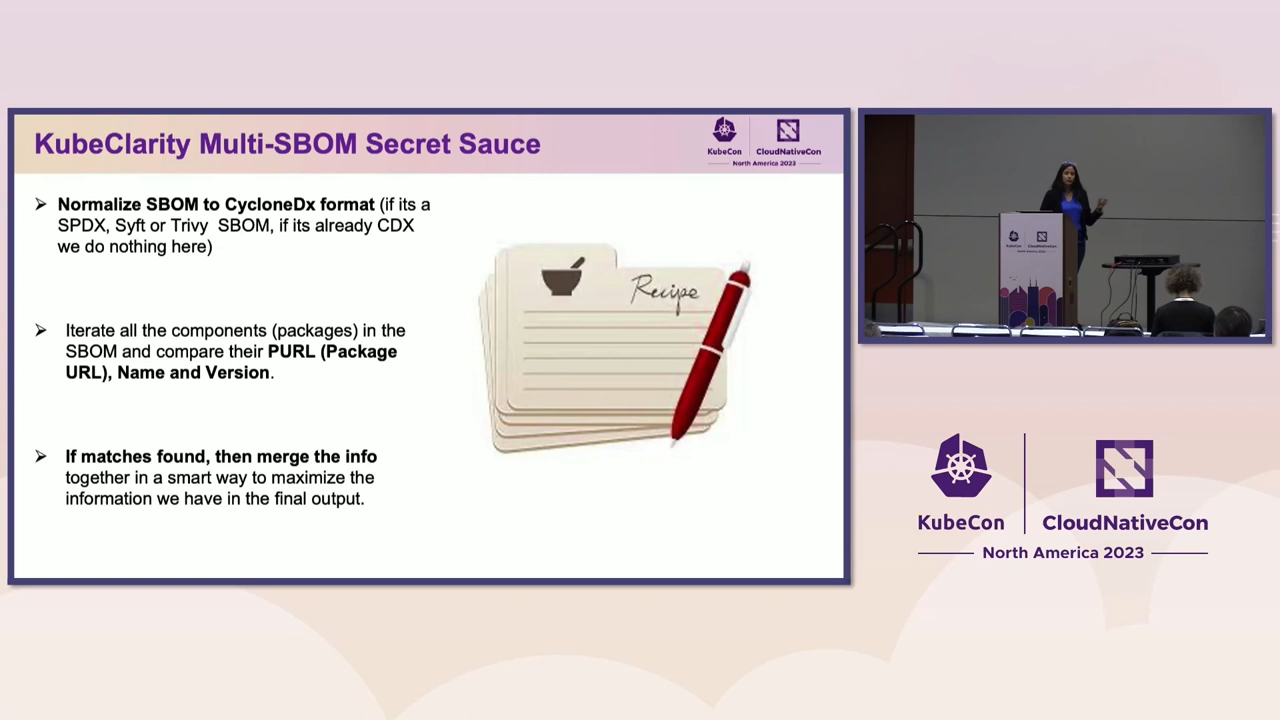 KubeClarity Multi-SBOM Secret Sauce
KubeCon
CloudNativeCon
North America 2023
➢ Normalize SBOM to CycloneDx format (if its a
SPDX, Syft or Trivy SBOM, if its already CDX
we do nothing here)
➢ Iterate all the components (packages) in the
SBOM and compare their PURL (Package
URL), Name and Version.
➢ If matches found, then merge the info
together in a smart way to maximize the
information we have in the final output.
Recipe
KubeCon
CloudNativeCon
North America 2023